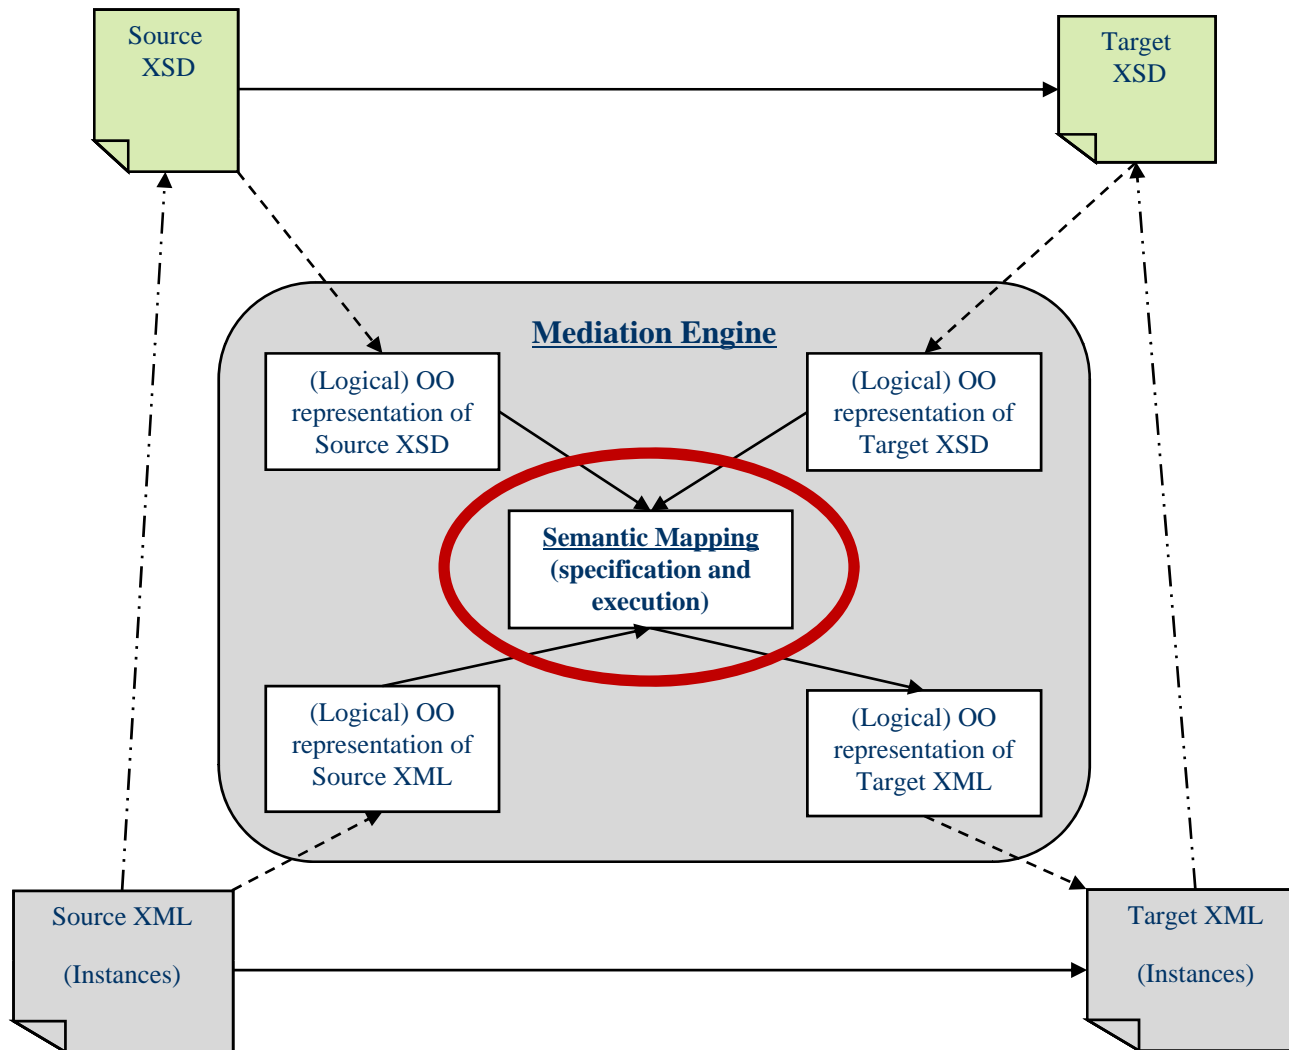 Source
XSD
Target
XSD
Mediation Engine
(Logical) OO
representation of
Source XSD
(Logical) OO
representation of
Target XSD
Semantic Mapping
(specification and
execution)
(Logical) OO
representation of
Source XML
(Logical) OO
representation of
Target XML
Source XML
(Instances)
Target XML
(Instances)